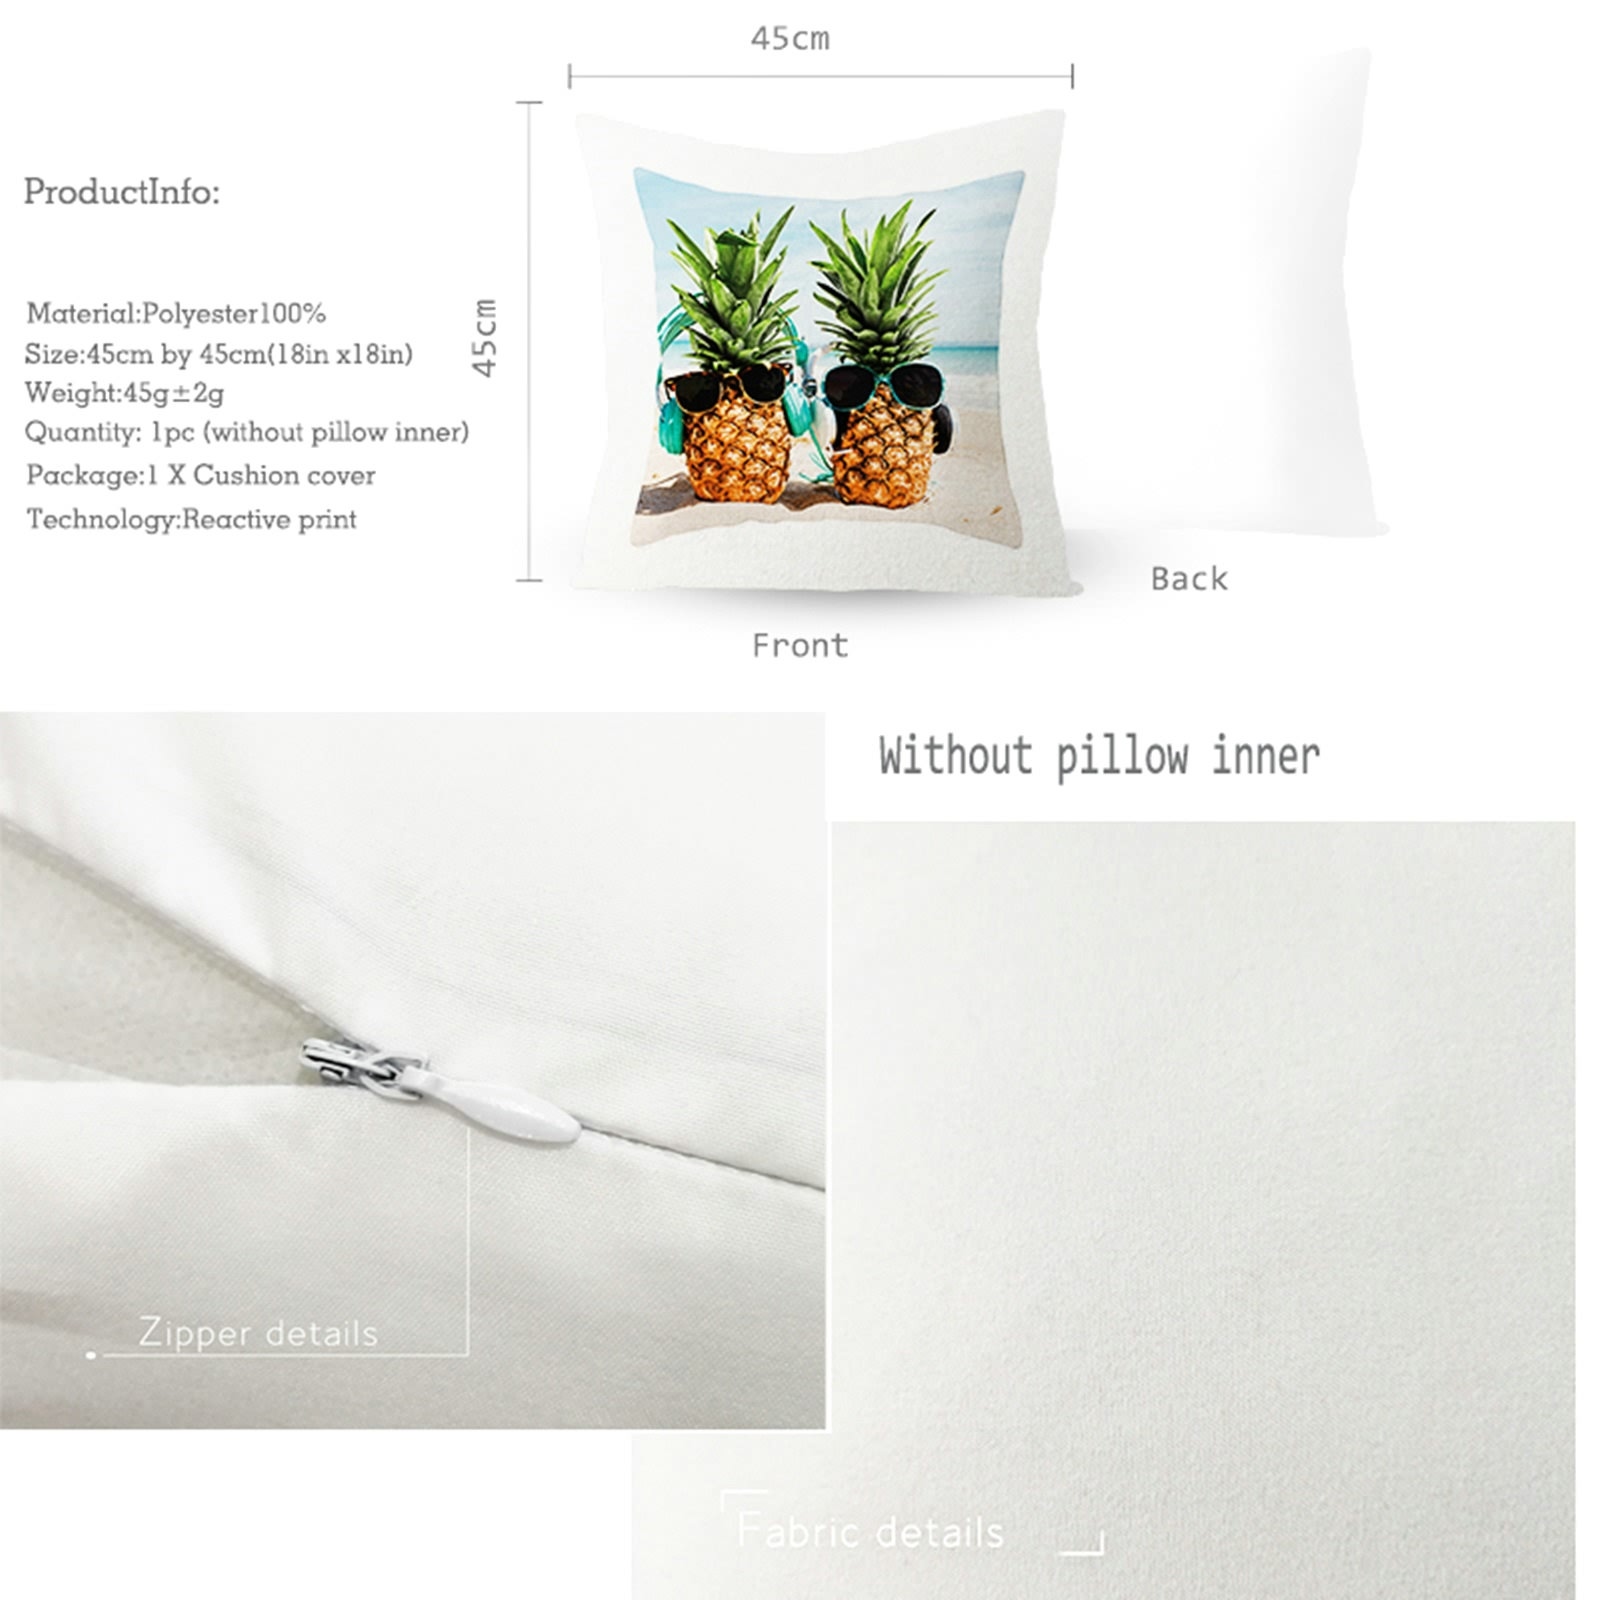 45cm
ProductInfo:
45cm
Material:Polyester100%
Size:45cm by 45cm(18in x18in)
Weight:45g±2g
Quantity: 1pc (without pillow inner)
Package:1 X Cushion cover
Technology:Reactive print
Back
Front
Without pillow inner
Zipper details
Fabric details